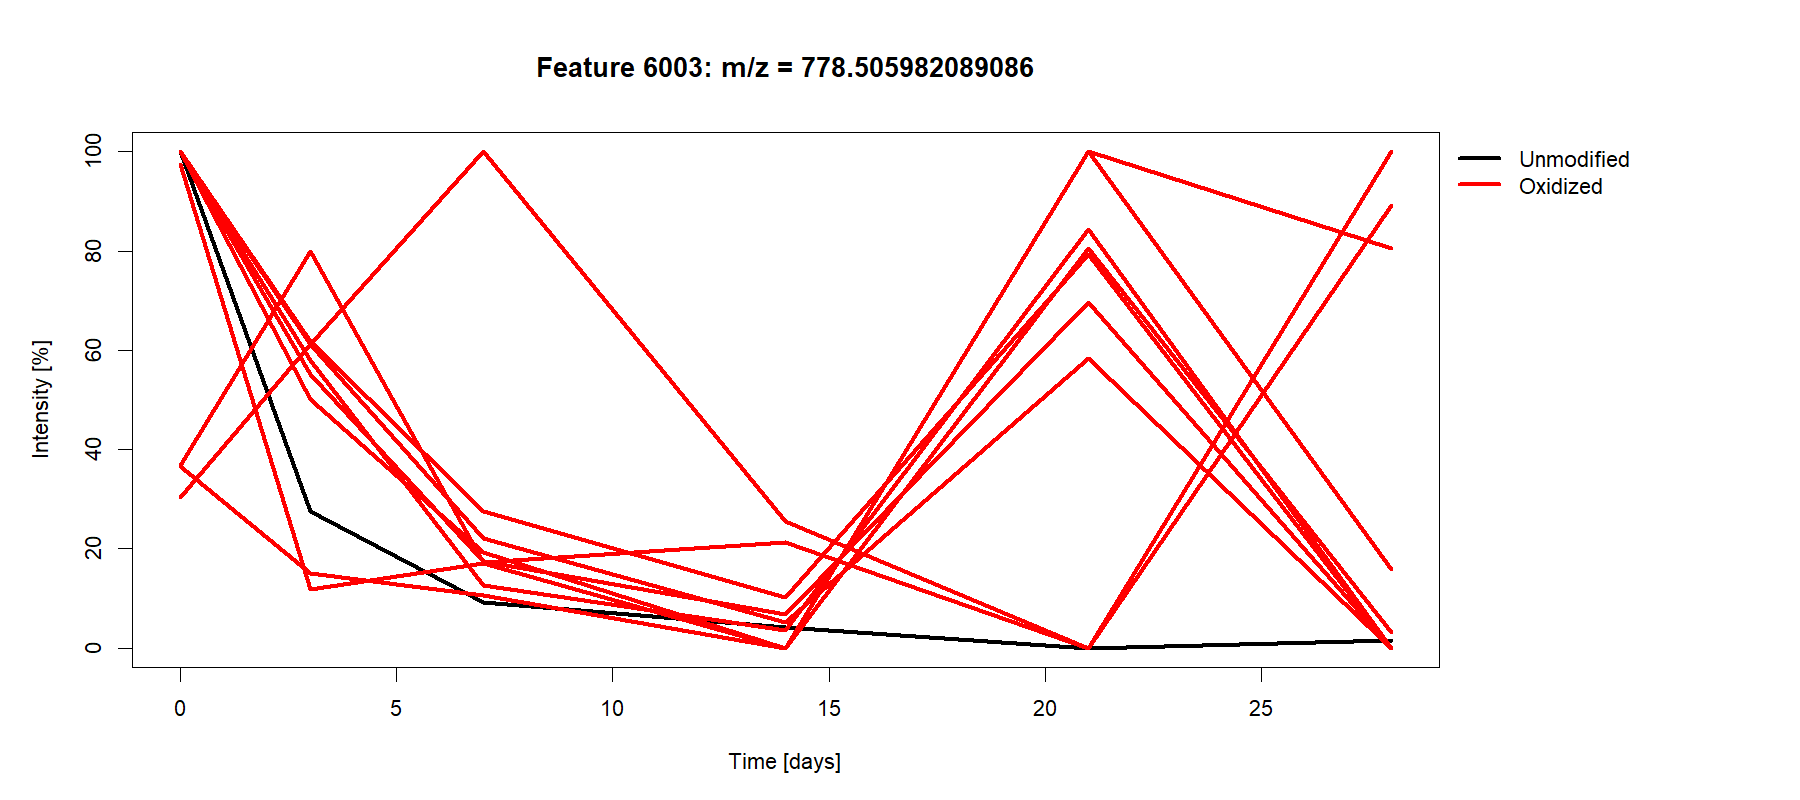 Feature 6003: m/z = 778.505982089086
Unmodified
Oxidized
Intensity [%]
100
80
60
40
20
0
0 5 10 15 20 25
Time [days]